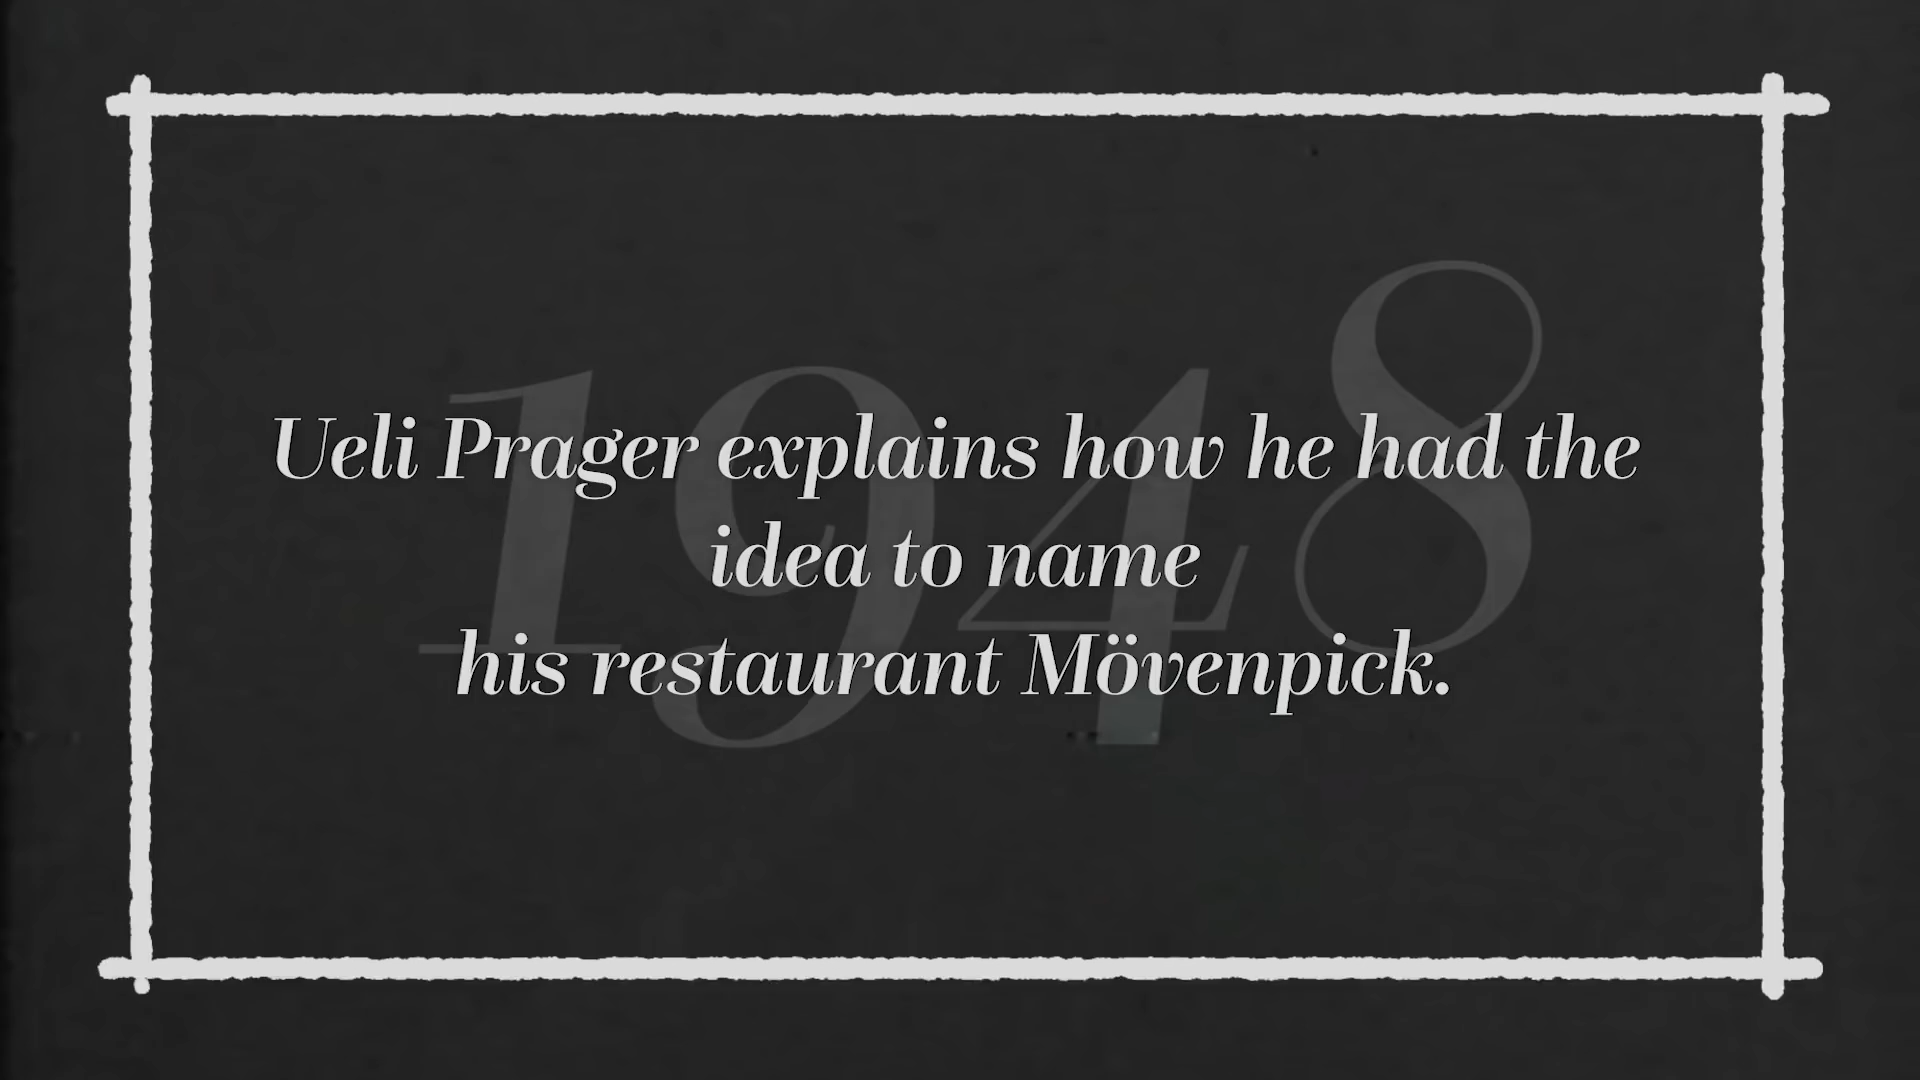 1948
Ueli Prager explains how he had the
idea to name
his restaurant Mövenpick.